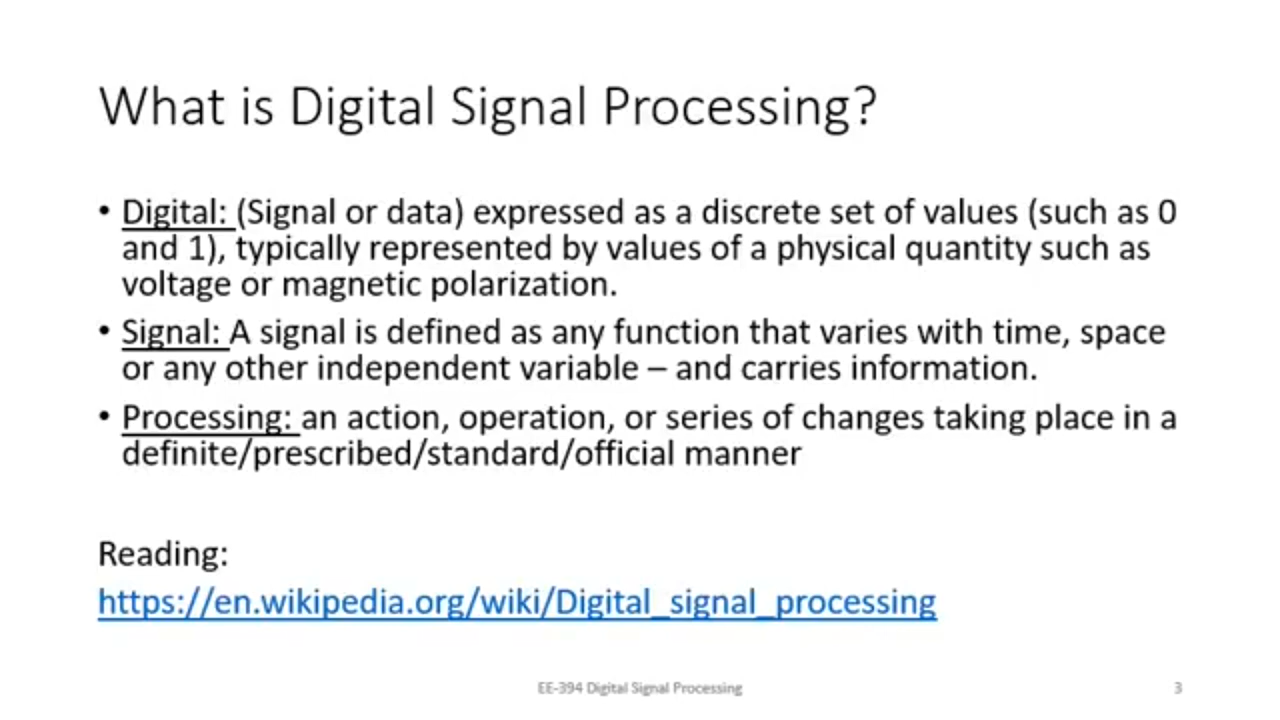 What is Digital Signal Processing?
• Digital: (Signal or data) expressed as a discrete set of values (such as 0
and 1), typically represented by values of a physical quantity such as
voltage or magnetic polarization.
• Signal: A signal is defined as any function that varies with time, space
or any other independent variable – and carries information.
• Processing: an action, operation, or series of changes taking place in a
definite/prescribed/standard/official manner
Reading:
https://en.wikipedia.org/wiki/Digital_signal_processing
EE-394 Digital Signal Processing
3